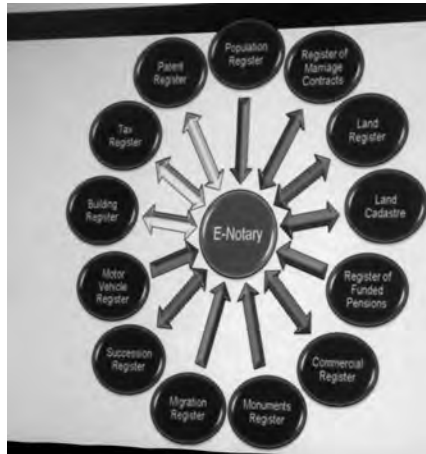 Population
Register
Register of
Marriage
Contracts
Land
Register
Land
Cadastre
Register of
Funded
Pensions
Commercial
Register
Monuments
Register
Migration
Register
Succession
Register
Motor
Vehicle
Register
Building
Register
Tax
Register
Patent
Register
E-Notary